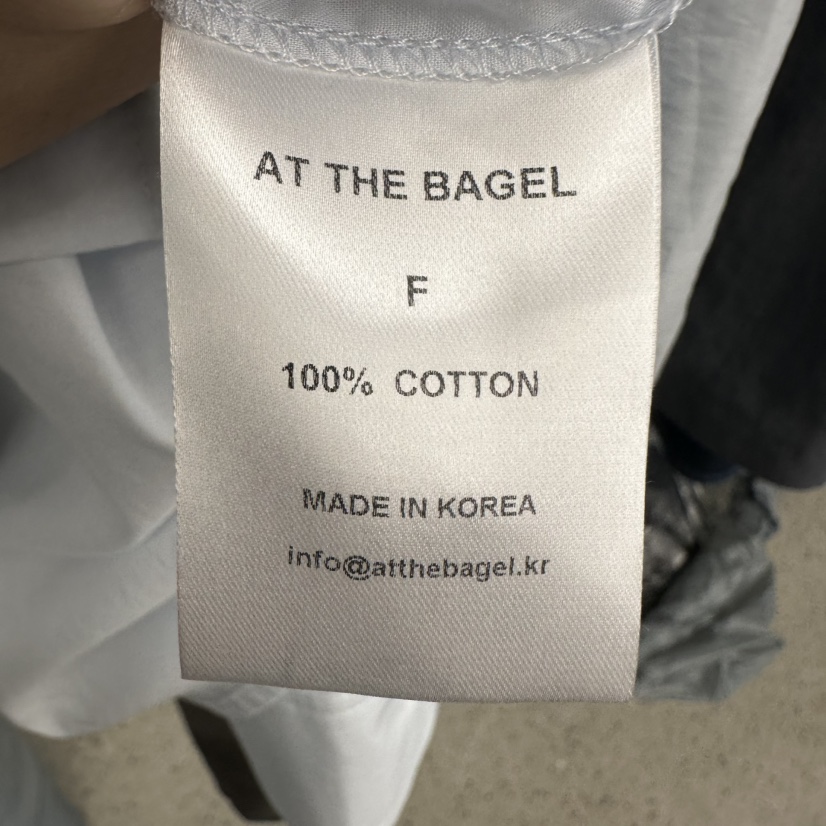 AT THE BAGEL
F
100% COTTON
MADE IN KOREA
info@atthebagel.kr